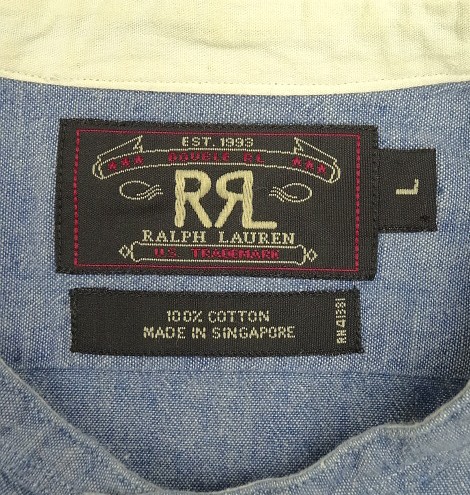 EST. 1993
DOUBLE RL
RRL
RALPH LAUREN
U.S. TRADEMARK
L
100% COTTON
MADE IN SINGAPORE
RN 41381